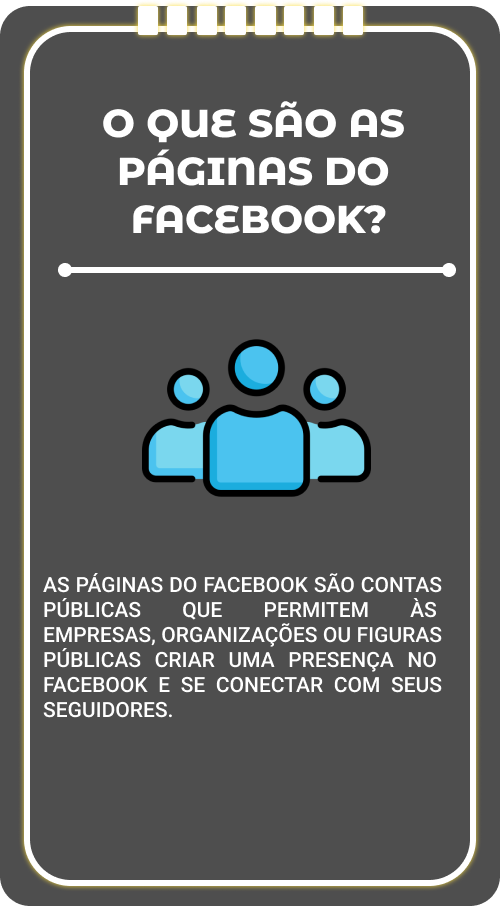 O QUE SÃO AS
PÁGINAS DO
FACEBOOK?
AS PÁGINAS DO FACEBOOK SÃO CONTAS
PÚBLICAS QUE PERMITEM ÀS
EMPRESAS, ORGANIZAÇÕES OU FIGURAS
PÚBLICAS CRIAR UMA PRESENÇA NO
FACEBOOK E SE CONECTAR COM SEUS
SEGUIDORES.